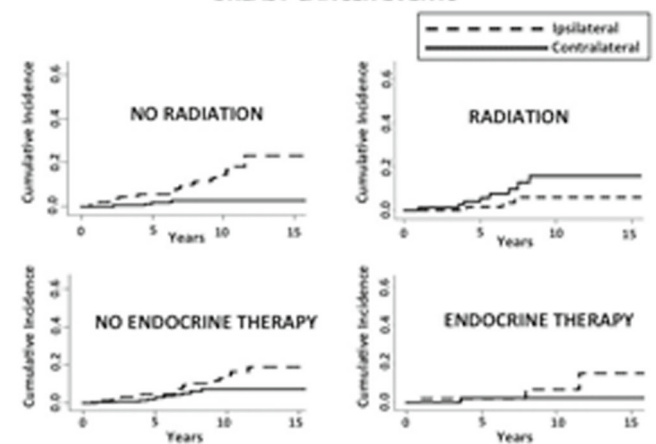 Ipsilateral
Contralateral
Cumulative Incidence
0.6
0.4
0.2
0.0
NO RADIATION
0 5 10 15
Years
Cumulative Incidence
0.6
0.4
0.2
0.0
RADIATION
0 5 10 15
Years
Cumulative Incidence
0.6
0.4
0.2
0.0
NO ENDOCRINE THERAPY
0 5 10 15
Years
Cumulative Incidence
0.6
0.4
0.2
0.0
ENDOCRINE THERAPY
0 5 10 15
Years